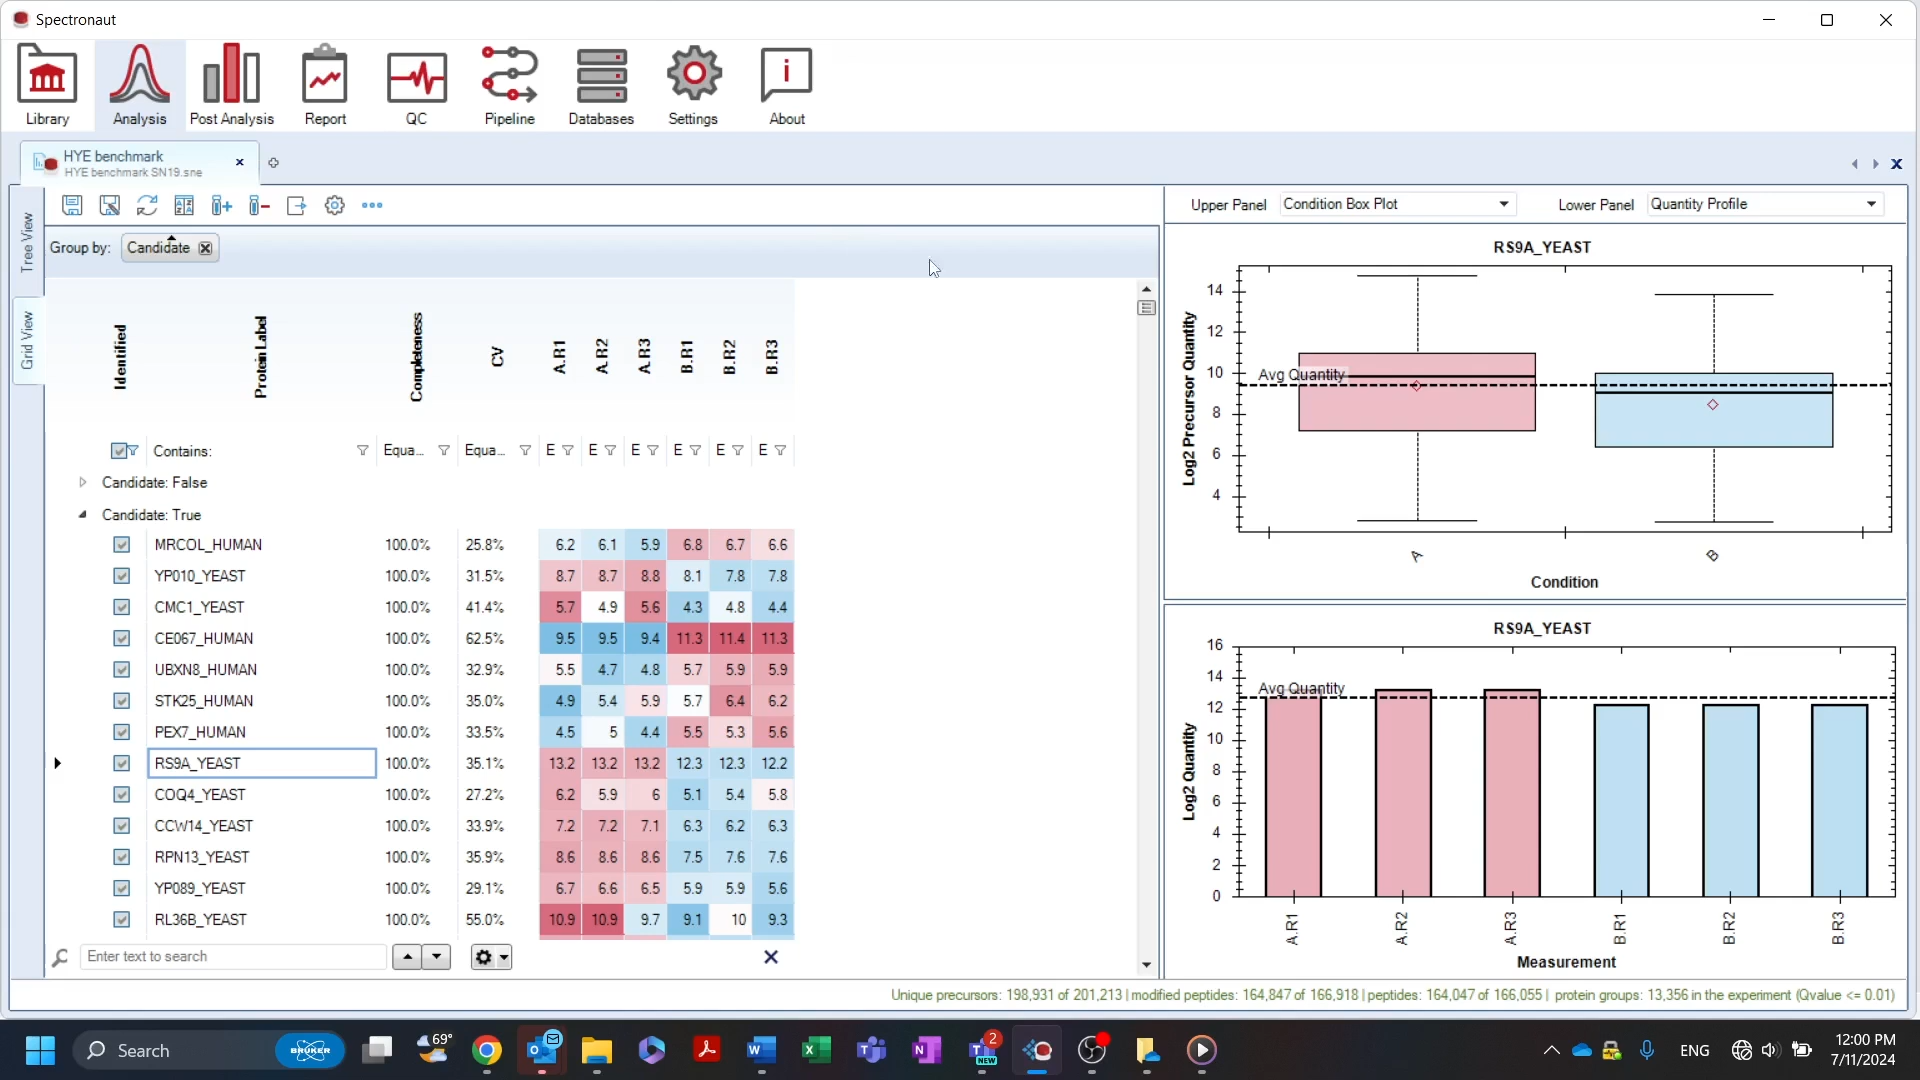 Spectronaut
Library Analysis Post Analysis Report QC Pipeline Databases Settings About
HYE benchmark
HYE benchmark SN19.sne
Tree View
Grid View
Group by: Candidate
Identified Protein Label Completeness CV A.R1 A.R2 A.R3 B.R1 B.R2 B.R3
Contains: Equa... Equa... E E E E E E
Candidate: False
Candidate: True
MRCOL_HUMAN 100.0% 25.8% 6.2 6.1 5.9 6.8 6.7 6.6
YP010_YEAST 100.0% 31.5% 8.7 8.7 8.8 8.1 7.8 7.8
CMC1_YEAST 100.0% 41.4% 5.7 4.9 5.6 4.3 4.8 4.4
CE067_HUMAN 100.0% 62.5% 9.5 9.5 9.4 11.3 11.4 11.3
UBXN8_HUMAN 100.0% 32.9% 5.5 4.7 4.8 5.7 5.9 5.9
STK25_HUMAN 100.0% 35.0% 4.9 5.4 5.9 5.7 6.4 6.2
PEX7_HUMAN 100.0% 33.5% 4.5 5 4.4 5.5 5.3 5.6
RS9A_YEAST 100.0% 35.1% 13.2 13.2 13.2 12.3 12.3 12.2
COQ4_YEAST 100.0% 27.2% 6.2 5.9 6 5.1 5.4 5.8
CCW14_YEAST 100.0% 33.9% 7.2 7.2 7.1 6.3 6.2 6.3
RPN13_YEAST 100.0% 35.9% 8.6 8.6 8.6 7.5 7.6 7.6
YP089_YEAST 100.0% 29.1% 6.7 6.6 6.5 5.9 5.9 5.6
RL36B_YEAST 100.0% 55.0% 10.9 10.9 9.7 9.1 10 9.3
Enter text to search
Upper Panel Condition Box Plot Lower Panel Quantity Profile
RS9A_YEAST
Log2 Precursor Quantity
14
12
10
8
6
4
Avg Quantity
A B
Condition
RS9A_YEAST
Log2 Quantity
16
14
12
10
8
6
4
2
0
Avg Quantity
A.R1 A.R2 A.R3 B.R1 B.R2 B.R3
Measurement
Unique precursors: 198,931 of 201,213 | modified peptides: 164,847 of 166,918 | peptides: 164,047 of 166,055 | protein groups: 13,356 in the experiment (Qvalue <= 0.01)
Search BRUKER 69° 2 NEW ENG 12:00 PM
7/11/2024